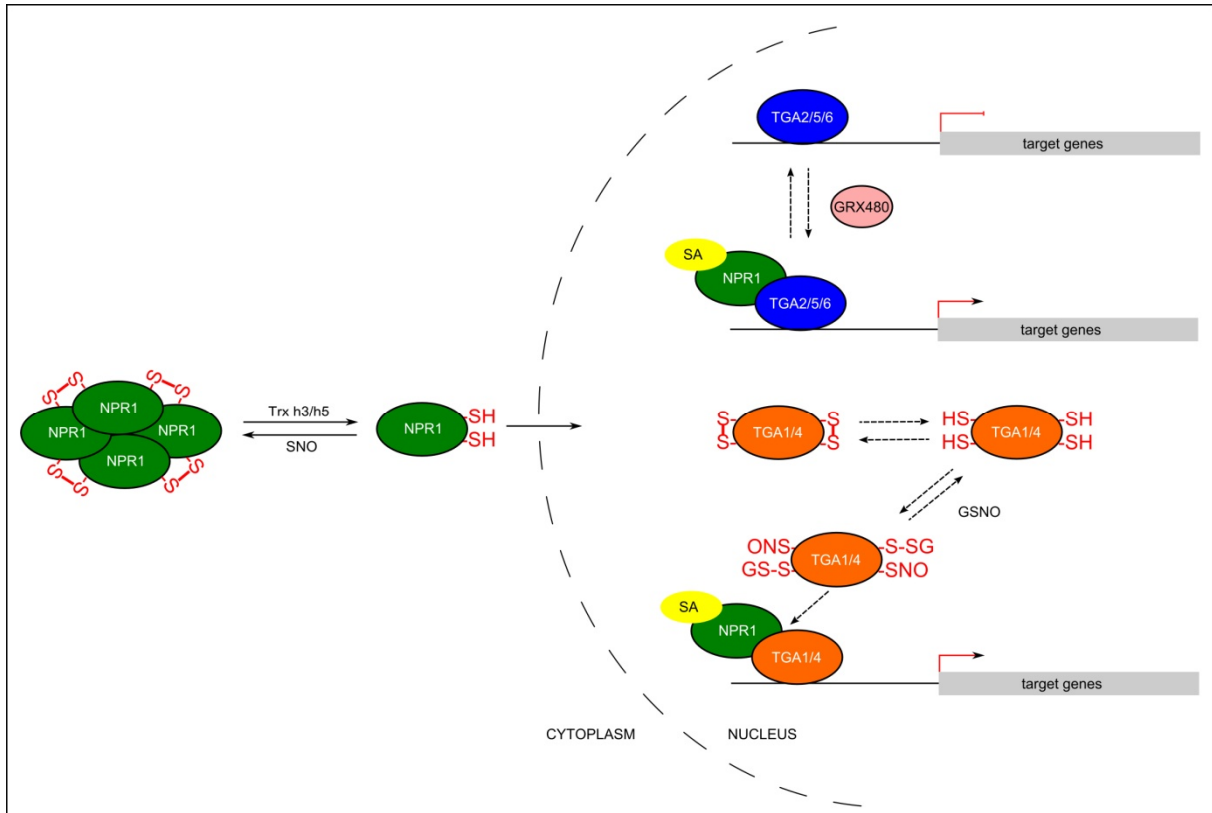 TGA2/5/6
target genes
GRX480
SA
NPR1
TGA2/5/6
target genes
S-S
S-S
NPR1
NPR1
NPR1
NPR1
S-S
S-S
Trx h3/h5
SNO
NPR1
SH
SH
S
S
TGA1/4
S
S
HS
HS
TGA1/4
SH
SH
GSNO
ONS
GS-S
TGA1/4
S-SG
SNO
SA
NPR1
TGA1/4
target genes
CYTOPLASM
NUCLEUS